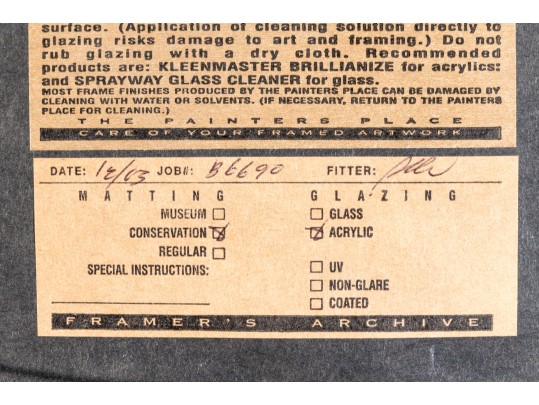 surface. (Application of cleaning solution directly to
glazing risks damage to art and framing.) Do not
rub glazing with a dry cloth. Recommended
products are: KLEENMASTER BRILLIANIZE for acrylics:
and SPRAYWAY GLASS CLEANER for glass.
MOST FRAME FINISHES PRODUCED BY THE PAINTERS PLACE CAN BE DAMAGED BY
CLEANING WITH WATER OR SOLVENTS. (IF NECESSARY, RETURN TO THE PAINTERS
PLACE FOR CLEANING.)
THE PAINTERS PLACE
CARE OF YOUR FRAMED ARTWORK
DATE: 12/03 JOB#: B6690 FITTER:
MATTING GLAZING
MUSEUM GLASS
CONSERVATION ACRYLIC
REGULAR
SPECIAL INSTRUCTIONS: UV
NON-GLARE
COATED
FRAMER'S ARCHIVE